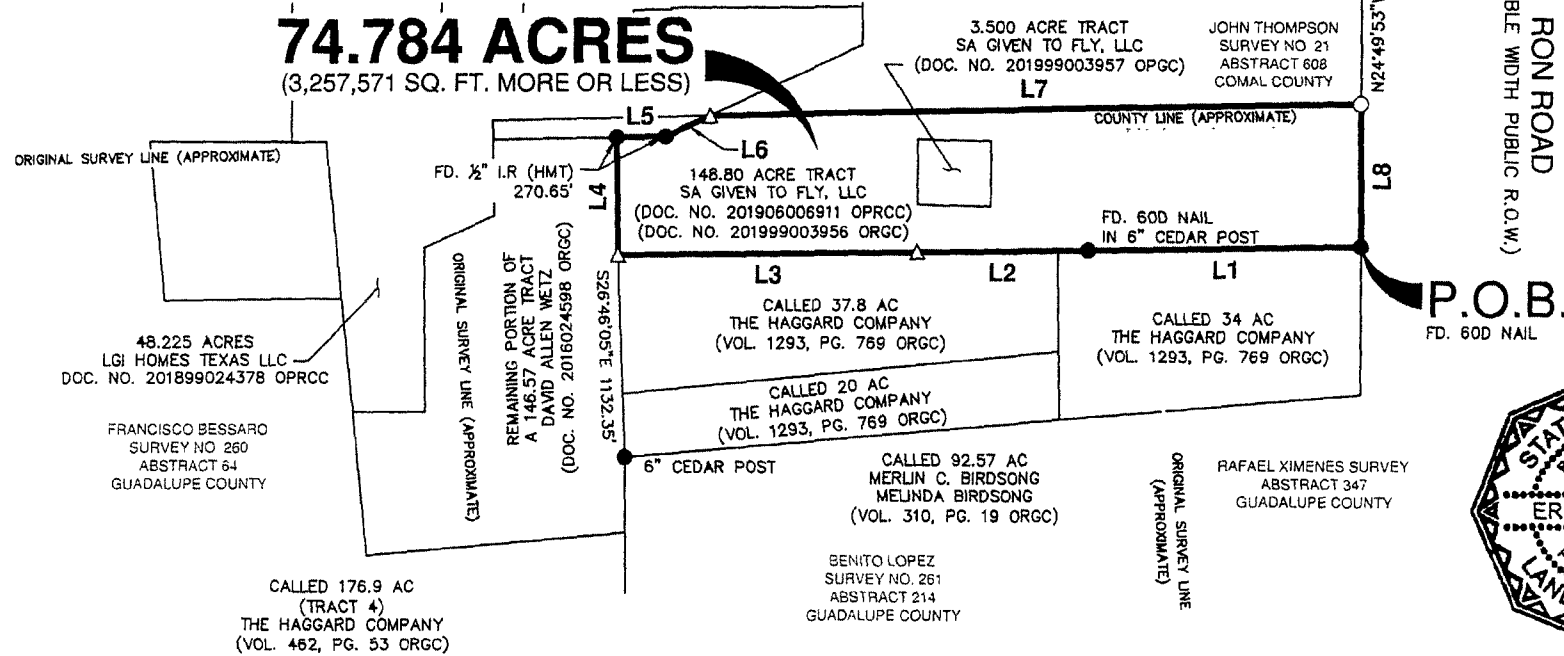 74.784 ACRES
(3,257,571 SQ. FT. MORE OR LESS)
3.500 ACRE TRACT
SA GIVEN TO FLY, LLC
(DOC. NO. 201999003957 OPGC)
JOHN THOMPSON
SURVEY NO 21
ABSTRACT 608
COMAL COUNTY
N24°49'53"
RON ROAD
BLE WIDTH PUBLIC R.O.W.)
L5
L7
COUNTY LINE (APPROXIMATE)
ORIGINAL SURVEY LINE (APPROXIMATE)
FD. ½" I.R (HMT)
270.65'
L6
L4
L8
148.80 ACRE TRACT
SA GIVEN TO FLY, LLC
(DOC. NO. 201906006911 OPRCC)
(DOC. NO. 201999003956 ORGC)
FD. 60D NAIL
IN 6" CEDAR POST
L3
L2
L1
P.O.B.
FD. 60D NAIL
CALLED 37.8 AC
THE HAGGARD COMPANY
(VOL. 1293, PG. 769 ORGC)
CALLED 34 AC
THE HAGGARD COMPANY
(VOL. 1293, PG. 769 ORGC)
48.225 ACRES
LGI HOMES TEXAS LLC
DOC. NO. 201899024378 OPRCC
ORIGINAL SURVEY LINE (APPROXIMATE)
REMAINING PORTION OF
A 146.57 ACRE TRACT
DAVID ALLEN WETZ
(DOC. NO. 2016024598 ORGC)
S26°46'05"E 1132.35'
CALLED 20 AC
THE HAGGARD COMPANY
(VOL. 1293, PG. 769 ORGC)
FRANCISCO BESSARO
SURVEY NO 260
ABSTRACT 64
GUADALUPE COUNTY
6" CEDAR POST
CALLED 92.57 AC
MERLIN C. BIRDSONG
MELINDA BIRDSONG
(VOL. 310, PG. 19 ORGC)
ORIGINAL SURVEY LINE
(APPROXIMATE)
RAFAEL XIMENES SURVEY
ABSTRACT 347
GUADALUPE COUNTY
STAT
ER
LAN
BENITO LOPEZ
SURVEY NO. 261
ABSTRACT 214
GUADALUPE COUNTY
CALLED 176.9 AC
(TRACT 4)
THE HAGGARD COMPANY
(VOL. 462, PG. 53 ORGC)